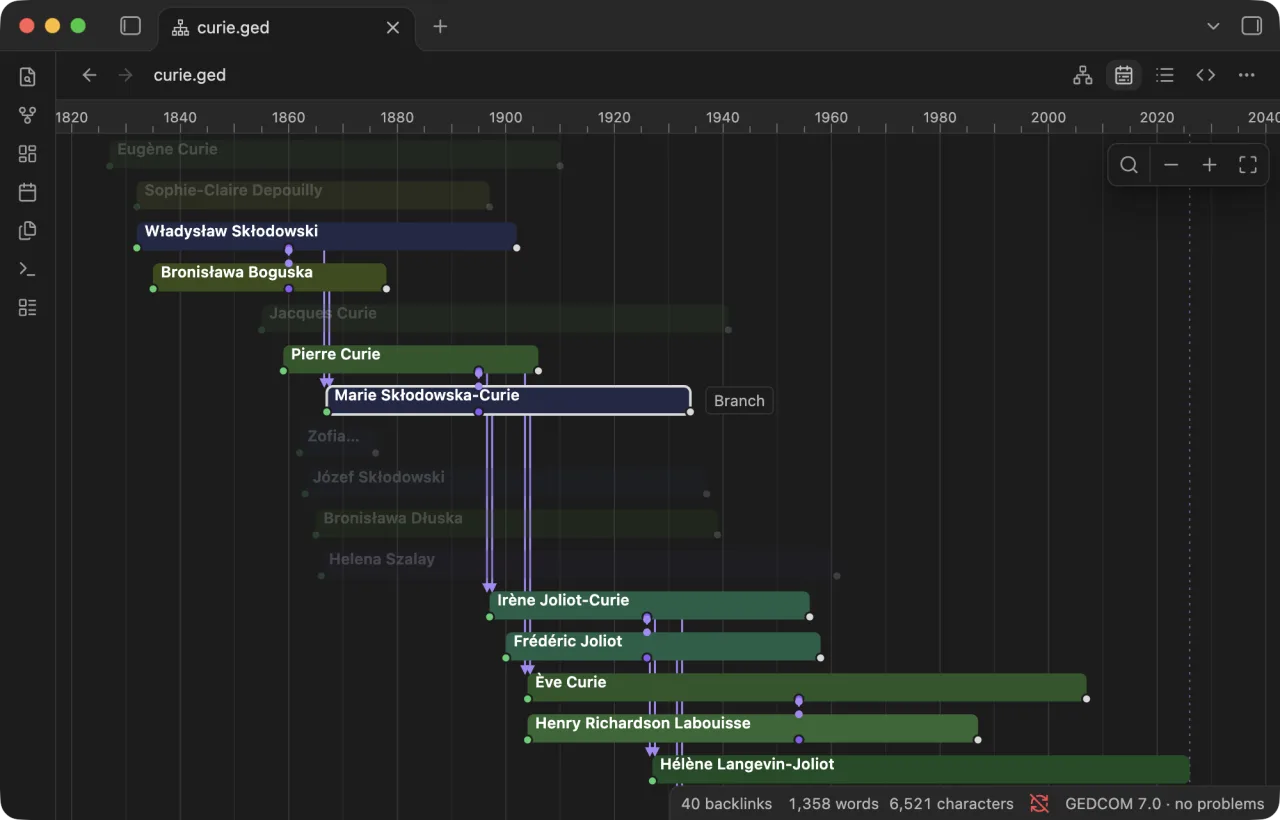 curie.ged
curie.ged
1820 1840 1860 1880 1900 1920 1940 1960 1980 2000 2020 2040
Eugène Curie
Sophie-Claire Depouilly
Władysław Skłodowski
Bronisława Boguska
Jacques Curie
Pierre Curie
Marie Skłodowska-Curie
Branch
Zofia...
Józef Skłodowski
Bronisława Dłuska
Helena Szalay
Irène Joliot-Curie
Frédéric Joliot
Ève Curie
Henry Richardson Labouisse
Hélène Langevin-Joliot
40 backlinks 1,358 words 6,521 characters GEDCOM 7.0 · no problems